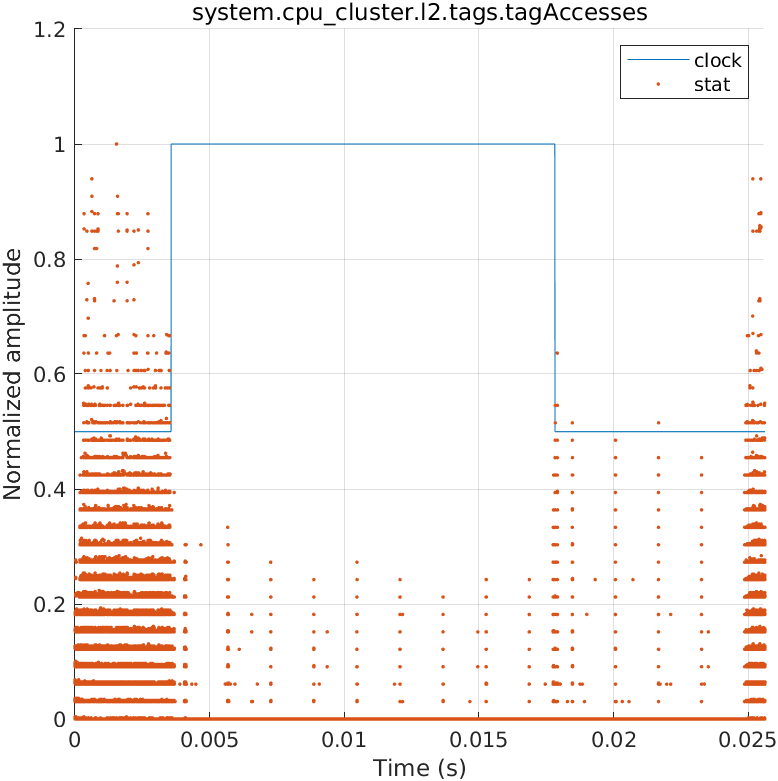 system.cpu_cluster.l2.tags.tagAccesses
1.2
clock
stat
1
0.8
0.6
0.4
0.2
0
Normalized amplitude
0
0.005
0.01
0.015
0.02
0.025
Time (s)